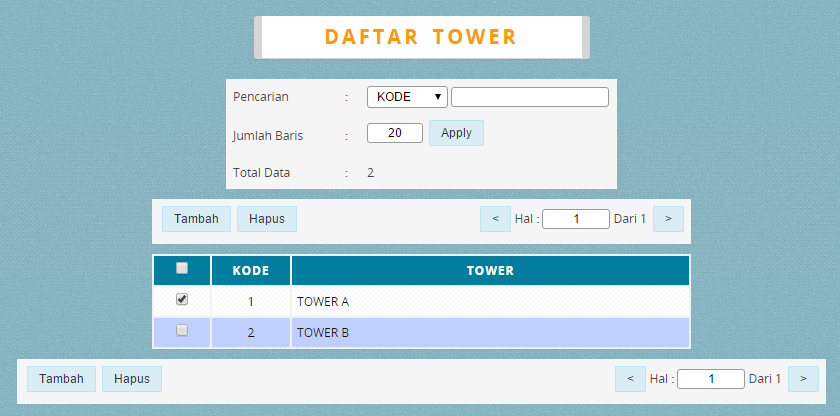 DAFTAR TOWER
Pencarian : KODE
Jumlah Baris : 20 Apply
Total Data : 2
Tambah Hapus < Hal : 1 Dari 1 >
KODE TOWER
1 TOWER A
2 TOWER B
Tambah Hapus < Hal : 1 Dari 1 >